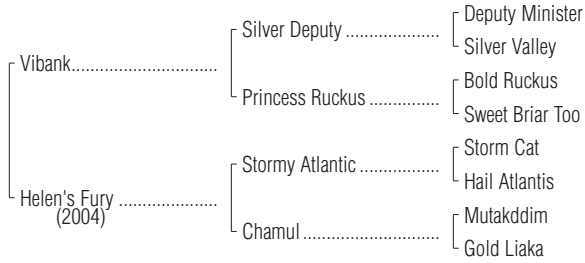 Deputy Minister
Silver Deputy ....................
Silver Valley
Vibank...............................
Bold Ruckus
Princess Ruckus ...............
Sweet Briar Too
Storm Cat
Stormy Atlantic .................
Hail Atlantis
Helen's Fury .....................
(2004)
Mutakddim
Chamul .............................
Gold Liaka